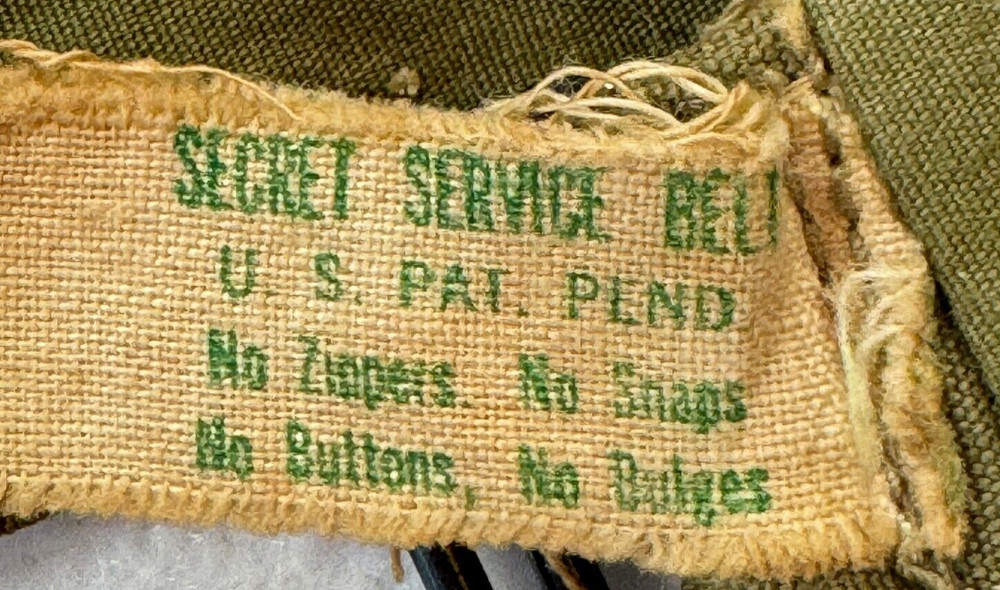 SECRET SERVICE BELT
U. S. PAT. PEND
No Zippers. No Snaps
No Buttons, No Bulges